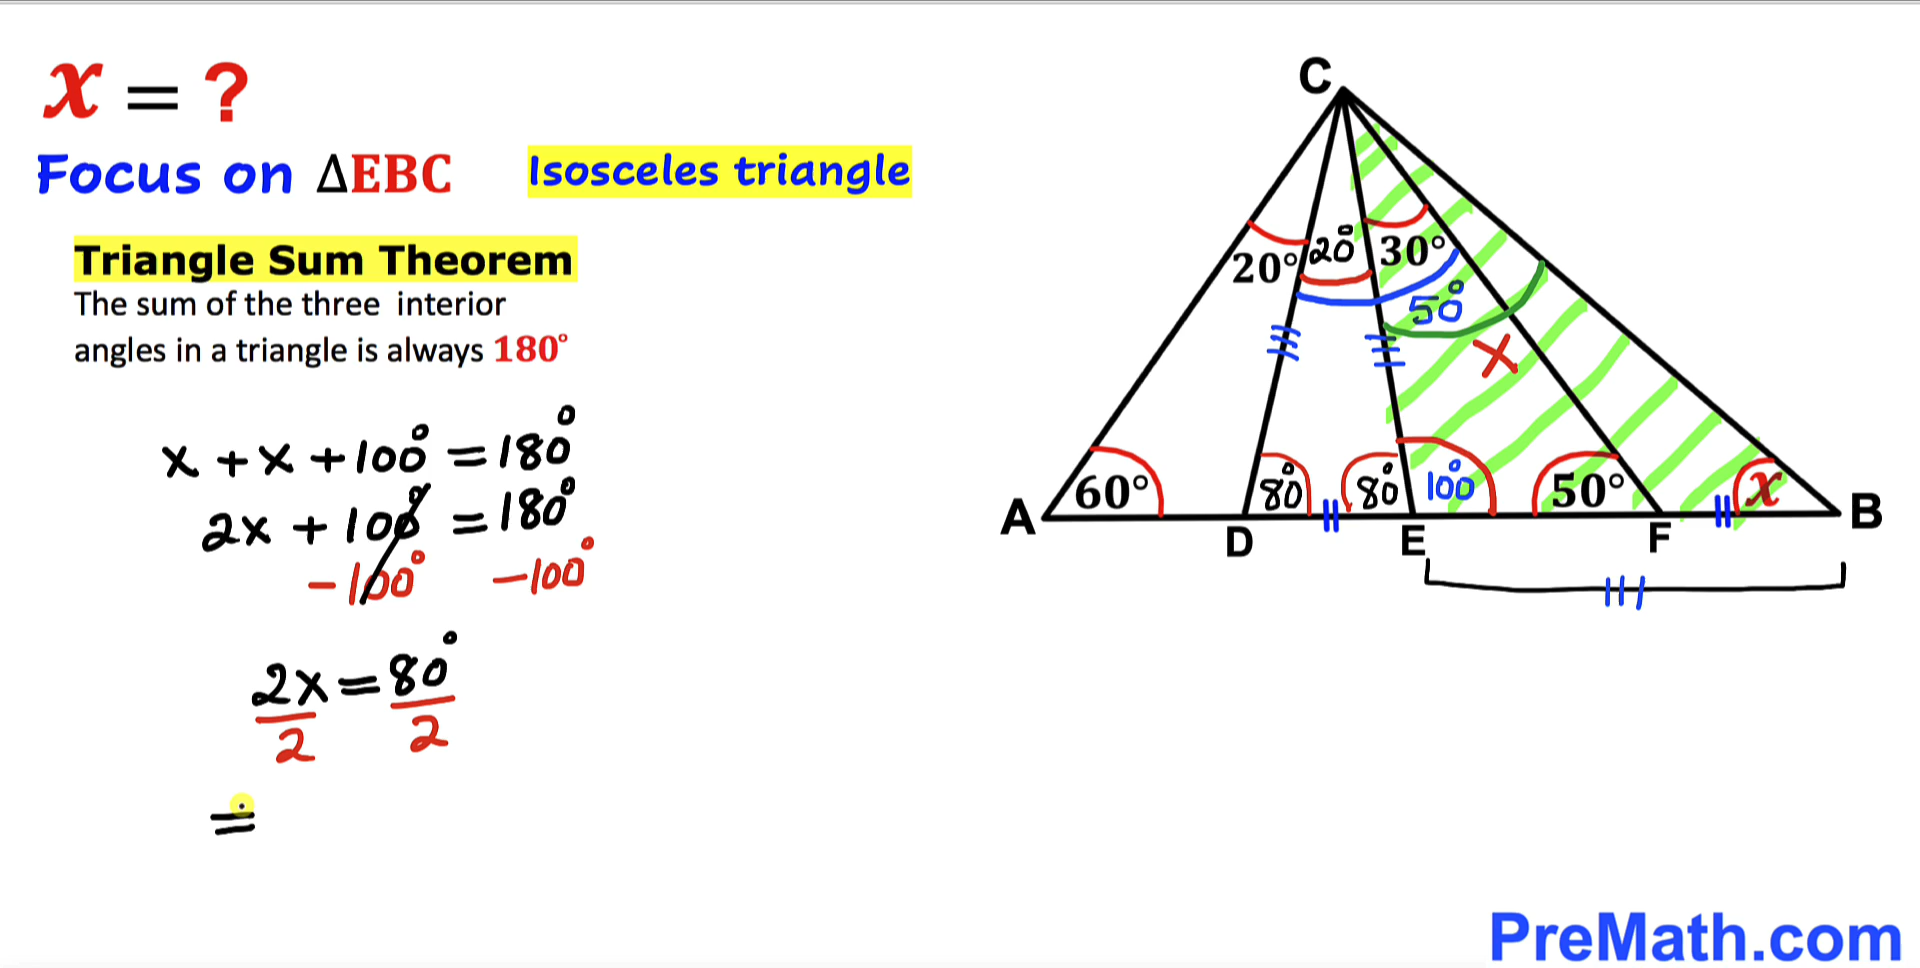 x = ?
Focus on ΔEBC
Isosceles triangle
Triangle Sum Theorem
The sum of the three interior
angles in a triangle is always 180°
x + x + 100° = 180°
2x + 100° = 180°
- 100° - 100°
2x = 80°
2 2
=
C
20° 20° 30°
50°
x
A 60° 80° 80° 100° 50° x B
D E F
PreMath.com